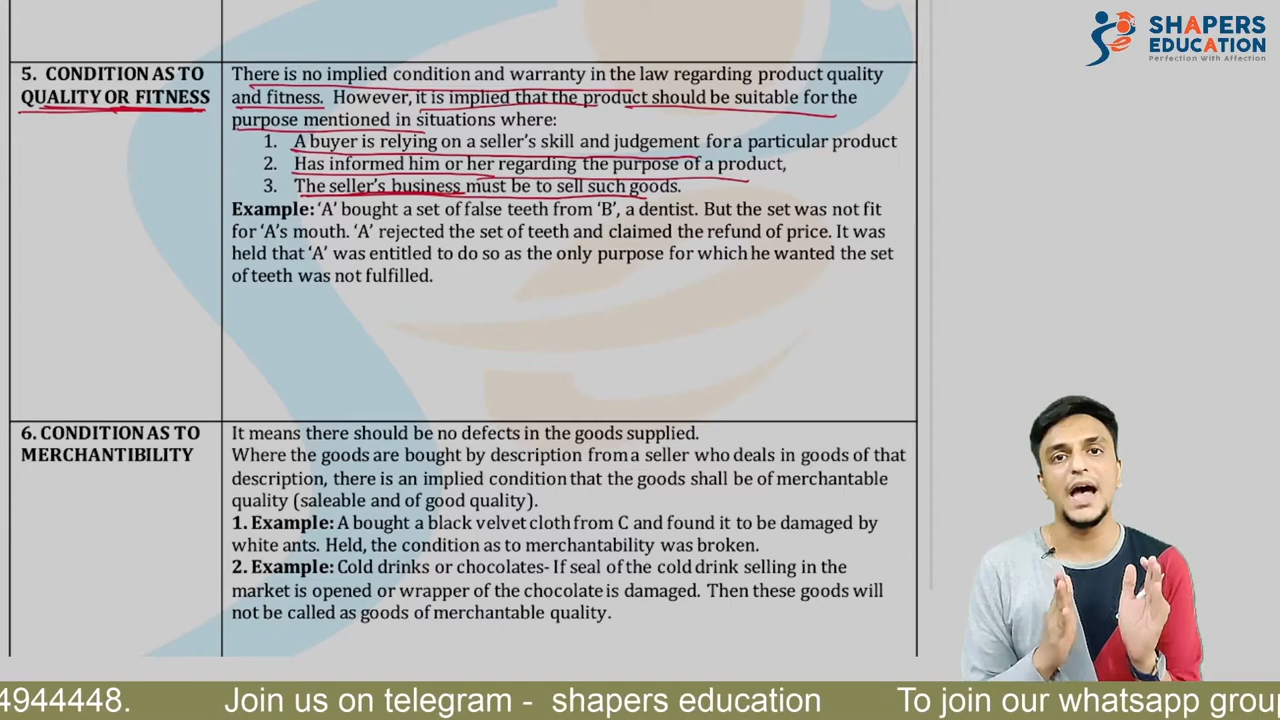 SHAPERS
EDUCATION
Perfection With Affection
5. CONDITION AS TO
QUALITY OR FITNESS
There is no implied condition and warranty in the law regarding product quality
and fitness. However, it is implied that the product should be suitable for the
purpose mentioned in situations where:
1. A buyer is relying on a seller's skill and judgement for a particular product
2. Has informed him or her regarding the purpose of a product,
3. The seller's business must be to sell such goods.
Example: 'A' bought a set of false teeth from 'B', a dentist. But the set was not fit
for 'A's mouth. 'A' rejected the set of teeth and claimed the refund of price. It was
held that 'A' was entitled to do so as the only purpose for which he wanted the set
of teeth was not fulfilled.
6. CONDITION AS TO
MERCHANTIBILITY
It means there should be no defects in the goods supplied.
Where the goods are bought by description from a seller who deals in goods of that
description, there is an implied condition that the goods shall be of merchantable
quality (saleable and of good quality).
1. Example: A bought a black velvet cloth from C and found it to be damaged by
white ants. Held, the condition as to merchantability was broken.
2. Example: Cold drinks or chocolates- If seal of the cold drink selling in the
market is opened or wrapper of the chocolate is damaged. Then these goods will
not be called as goods of merchantable quality.
4944448. Join us on telegram - shapers education To join our whatsapp group